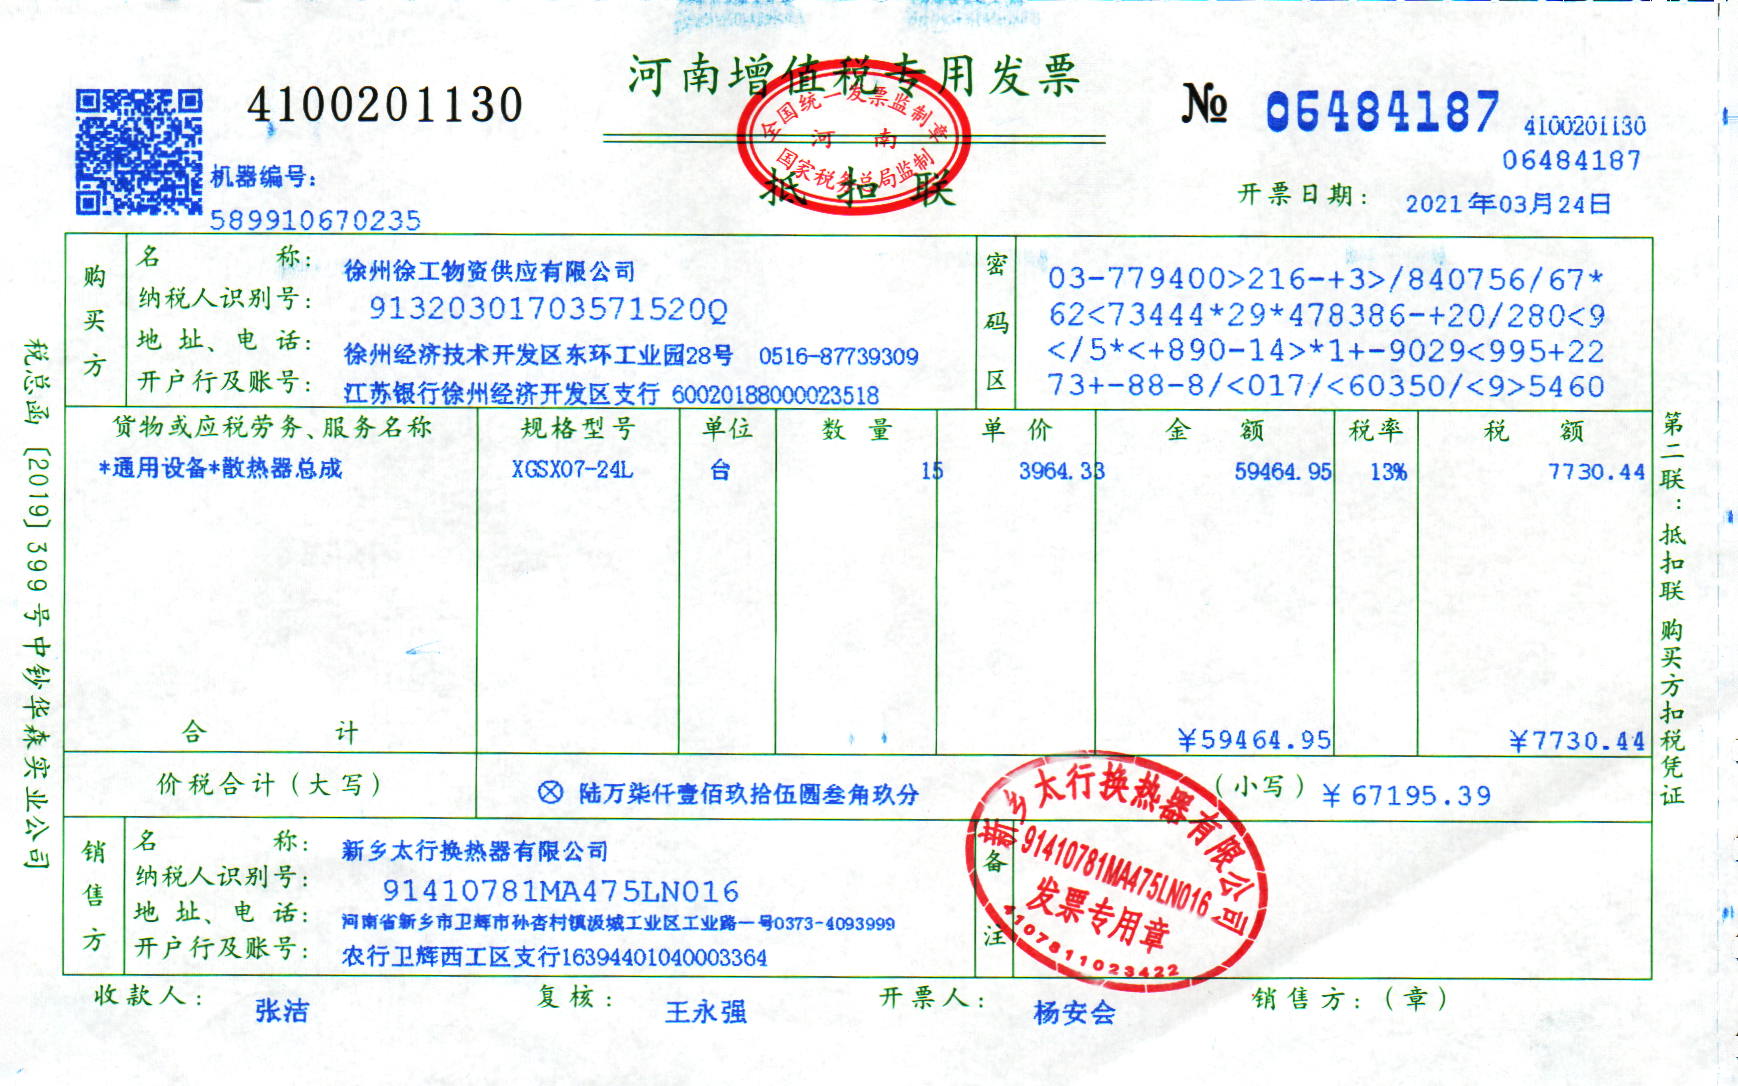 河南增值税专用发票
4100201130
№ 06484187
4100201130
06484187
全国统一发票监制章
河 南
国家税务总局监制
抵扣联
机器编号：
589910670235
开票日期： 2021年03月24日
购买方
名 称： 徐州徐工物资供应有限公司
纳税人识别号： 91320301703571520Q
地 址、电 话： 徐州经济技术开发区东环工业园28号 0516-87739309
开户行及账号： 江苏银行徐州经济开发区支行 60020188000023518
密码区
03-779400>216-+3>/840756/67*
62<73444*29*478386-+20/280<9
</5*<+890-14>*1+-9029<995+22
73+-88-8/<017/<60350/<9>5460
货物或应税劳务、服务名称 规格型号 单位 数 量 单 价 金 额 税率 税 额
*通用设备*散热器总成 XGSX07-24L 台 15 3964.33 59464.95 13% 7730.44
合 计 ¥59464.95 ¥7730.44
价税合计（大写） ⊗ 陆万柒仟壹佰玖拾伍圆叁角玖分 （小写）¥67195.39
销售方
名 称： 新乡太行换热器有限公司
纳税人识别号： 91410781MA475LN016
地 址、电 话： 河南省新乡市卫辉市孙杏村镇汲城工业区工业路一号0373-4093999
开户行及账号： 农行卫辉西工区支行16394401040003364
备注
新乡太行换热器有限公司
91410781MA475LN016
发票专用章
4107811023422
收款人： 张洁 复核： 王永强 开票人： 杨安会 销售方：（章）
税总函［2019］399号中钞华森实业公司
第二联：抵扣联 购买方扣税凭证